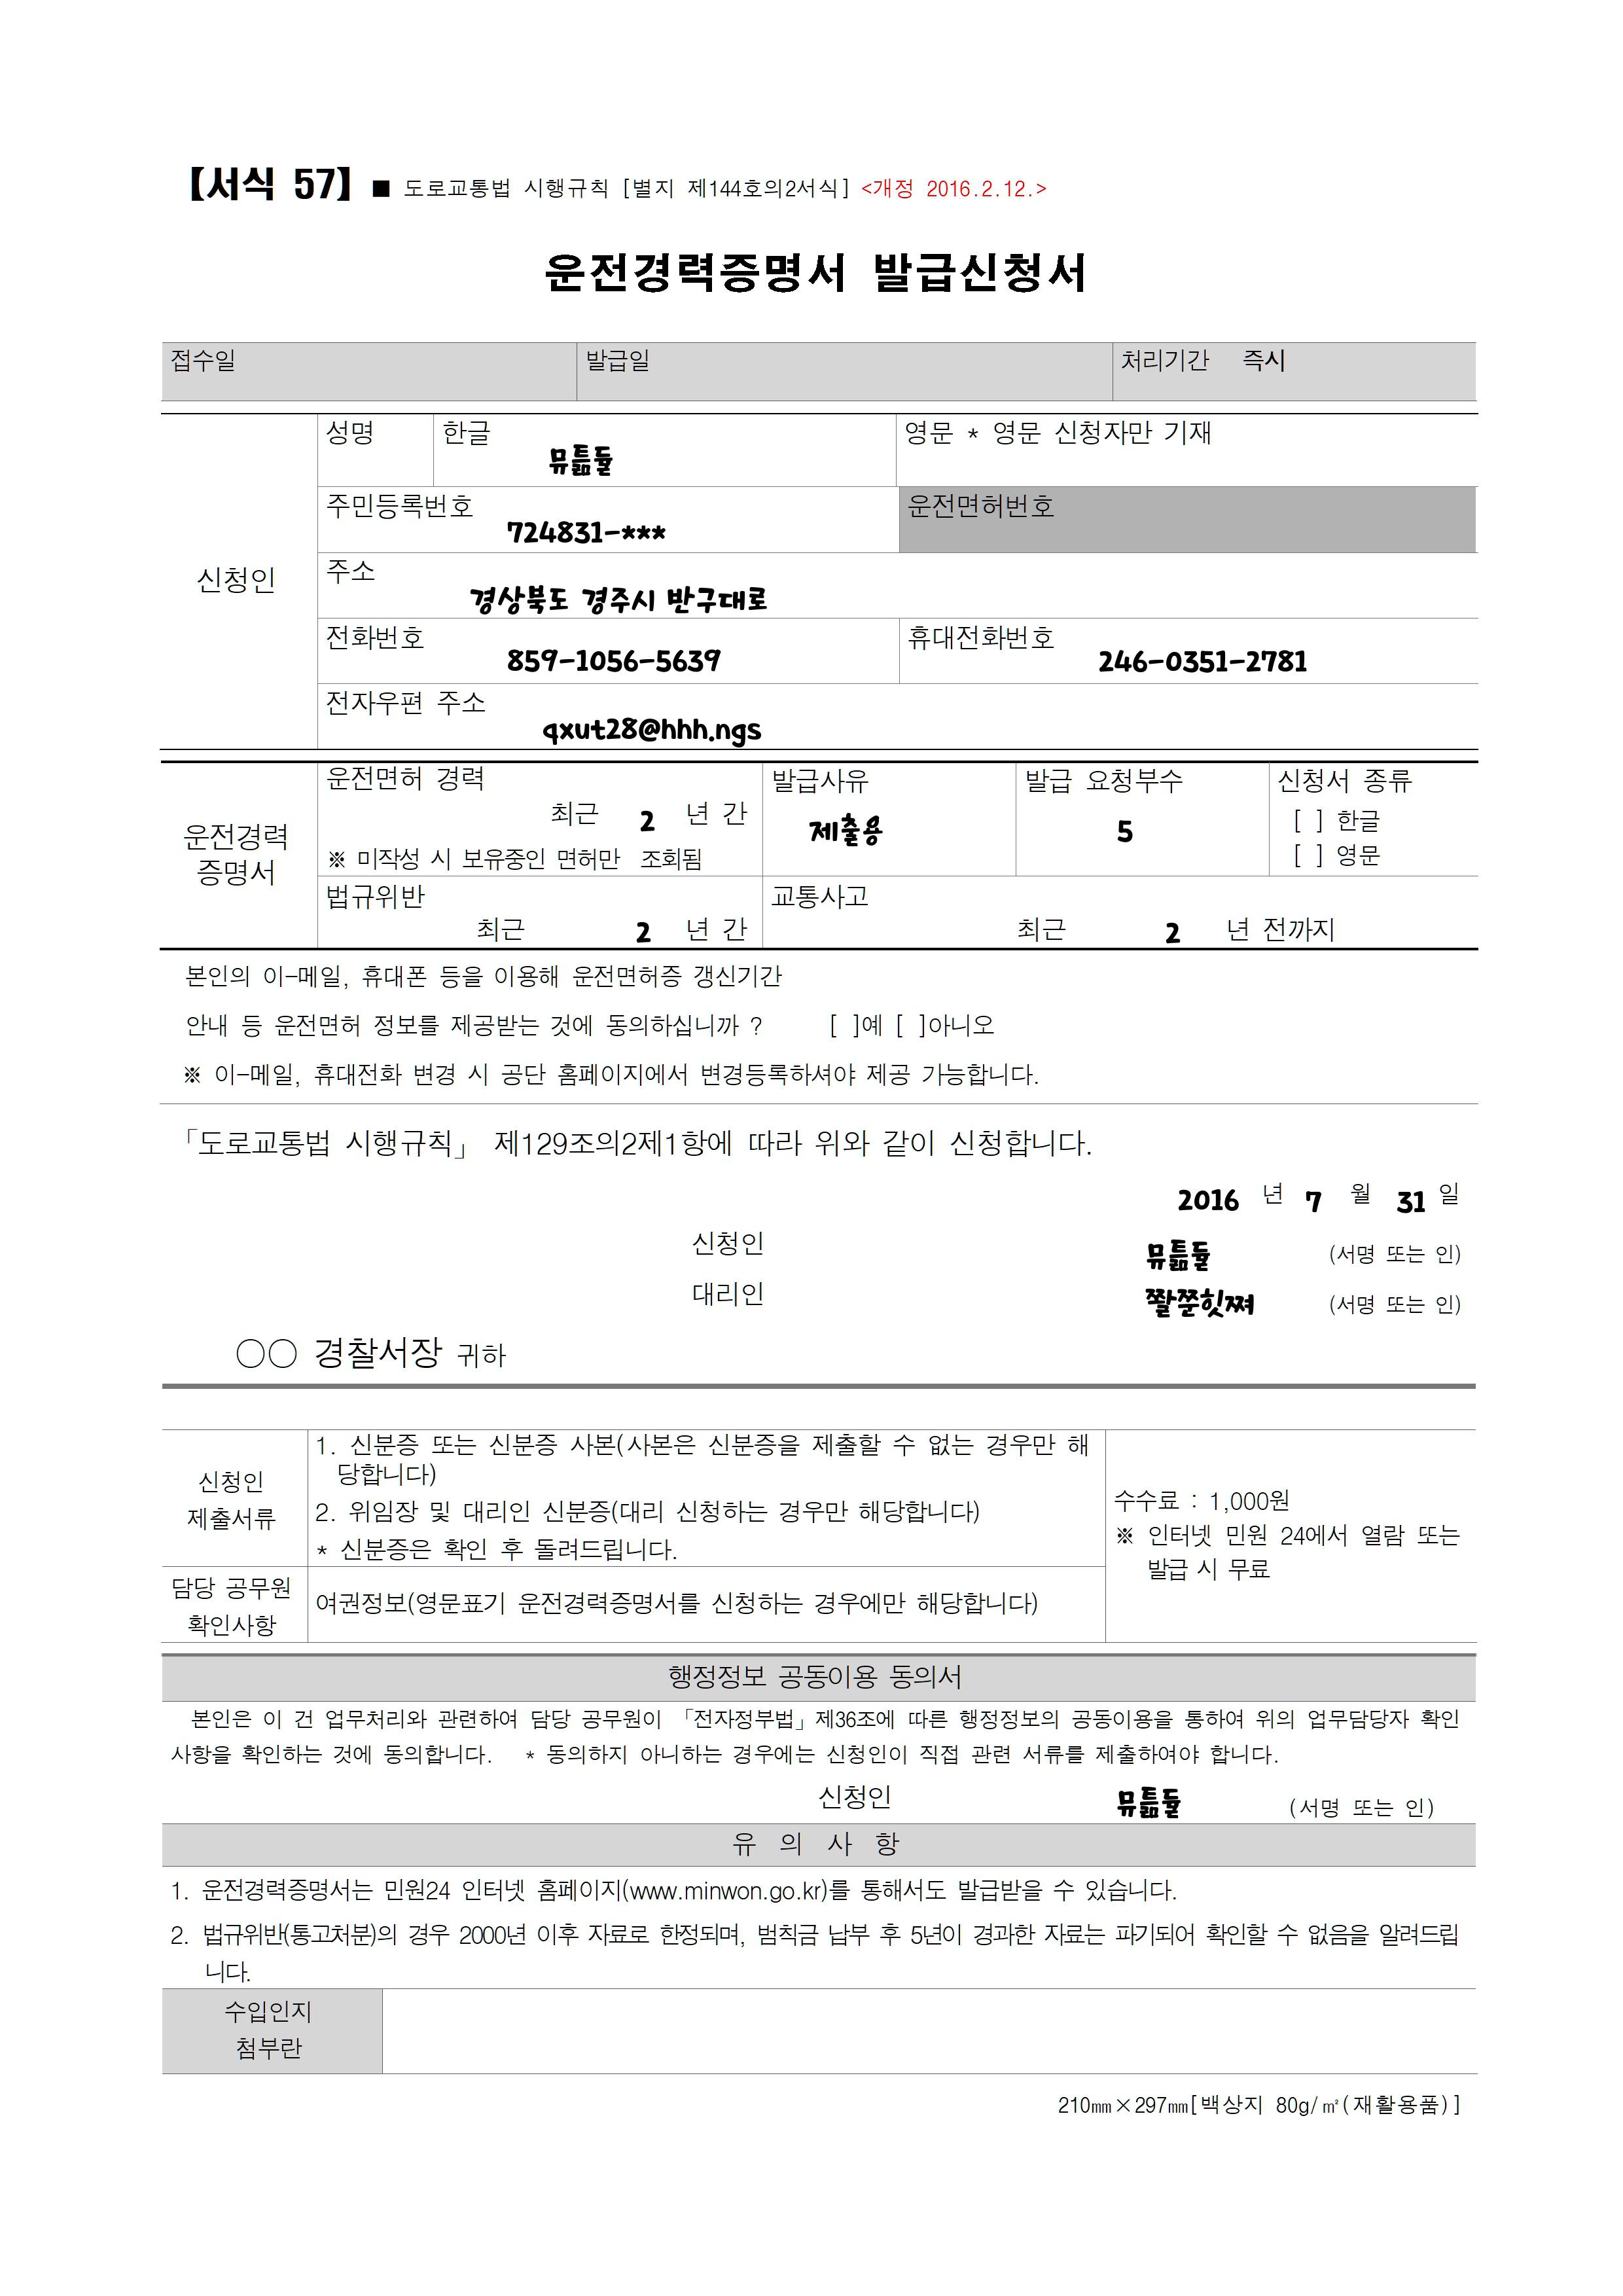 【서식 57】 ■ 도로교통법 시행규칙 [별지 제144호의2서식] <개정 2016.2.12.>
운전경력증명서 발급신청서
접수일 발급일 처리기간 즉시
신청인
성명 한글 뮤틃듈 영문 * 영문 신청자만 기재
주민등록번호 724831-*** 운전면허번호
주소 경상북도 경주시 반구대로
전화번호 859-1056-5639 휴대전화번호 246-0351-2781
전자우편 주소 qxut28@hhh.ngs
운전경력
증명서
운전면허 경력
최근 2 년 간
※ 미작성 시 보유중인 면허만 조회됨
발급사유
제출용
발급 요청부수
5
신청서 종류
[ ] 한글
[ ] 영문
법규위반
최근 2 년 간
교통사고
최근 2 년 전까지
본인의 이-메일, 휴대폰 등을 이용해 운전면허증 갱신기간
안내 등 운전면허 정보를 제공받는 것에 동의하십니까 ? [ ]예 [ ]아니오
※ 이-메일, 휴대전화 변경 시 공단 홈페이지에서 변경등록하셔야 제공 가능합니다.
「도로교통법 시행규칙」 제129조의2제1항에 따라 위와 같이 신청합니다.
2016 년 7 월 31 일
신청인 뮤틃듈 (서명 또는 인)
대리인 쫠쭌힛쪄 (서명 또는 인)
○○ 경찰서장 귀하
신청인
제출서류
1. 신분증 또는 신분증 사본(사본은 신분증을 제출할 수 없는 경우만 해
당합니다)
2. 위임장 및 대리인 신분증(대리 신청하는 경우만 해당합니다)
* 신분증은 확인 후 돌려드립니다.
수수료 : 1,000원
※ 인터넷 민원 24에서 열람 또는
발급 시 무료
담당 공무원
확인사항
여권정보(영문표기 운전경력증명서를 신청하는 경우에만 해당합니다)
행정정보 공동이용 동의서
본인은 이 건 업무처리와 관련하여 담당 공무원이 「전자정부법」제36조에 따른 행정정보의 공동이용을 통하여 위의 업무담당자 확인
사항을 확인하는 것에 동의합니다. * 동의하지 아니하는 경우에는 신청인이 직접 관련 서류를 제출하여야 합니다.
신청인 뮤틃듈 (서명 또는 인)
유 의 사 항
1. 운전경력증명서는 민원24 인터넷 홈페이지(www.minwon.go.kr)를 통해서도 발급받을 수 있습니다.
2. 법규위반(통고처분)의 경우 2000년 이후 자료로 한정되며, 범칙금 납부 후 5년이 경과한 자료는 파기되어 확인할 수 없음을 알려드립
니다.
수입인지
첨부란
210㎜×297㎜[백상지 80g/㎡(재활용품)]